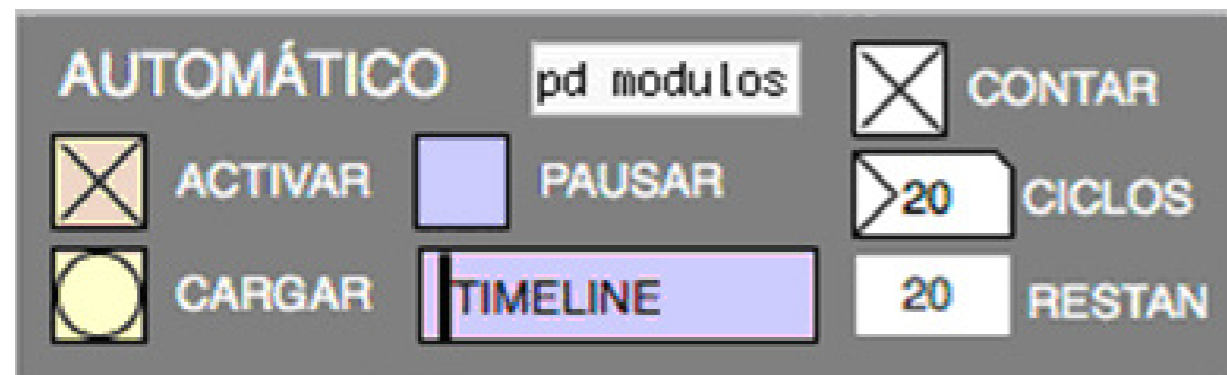 AUTOMÁTICO pd modulos CONTAR
ACTIVAR PAUSAR 20 CICLOS
CARGAR TIMELINE 20 RESTAN